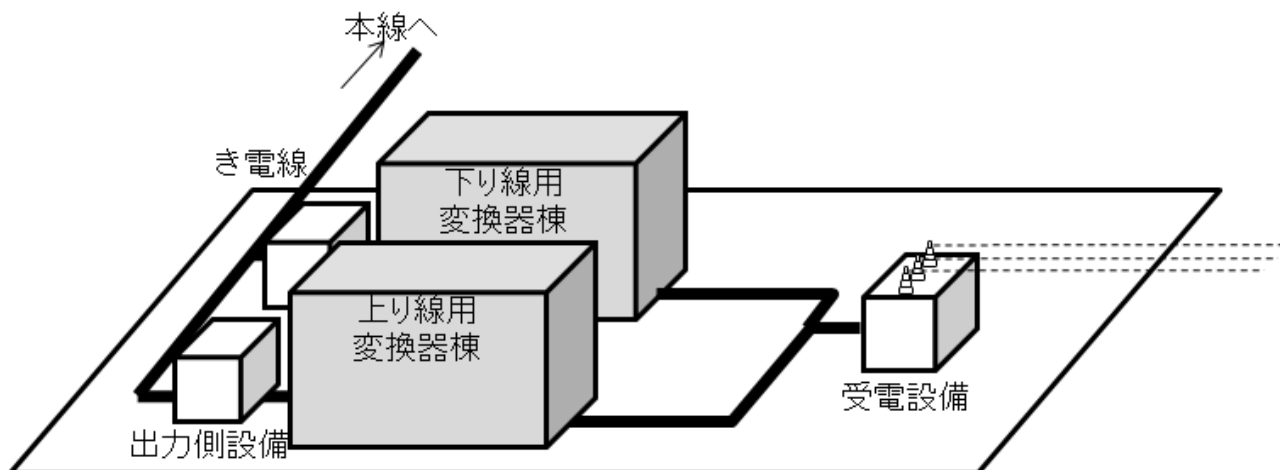 本線へ
き電線
下り線用
変換器棟
上り線用
変換器棟
受電設備
出力側設備